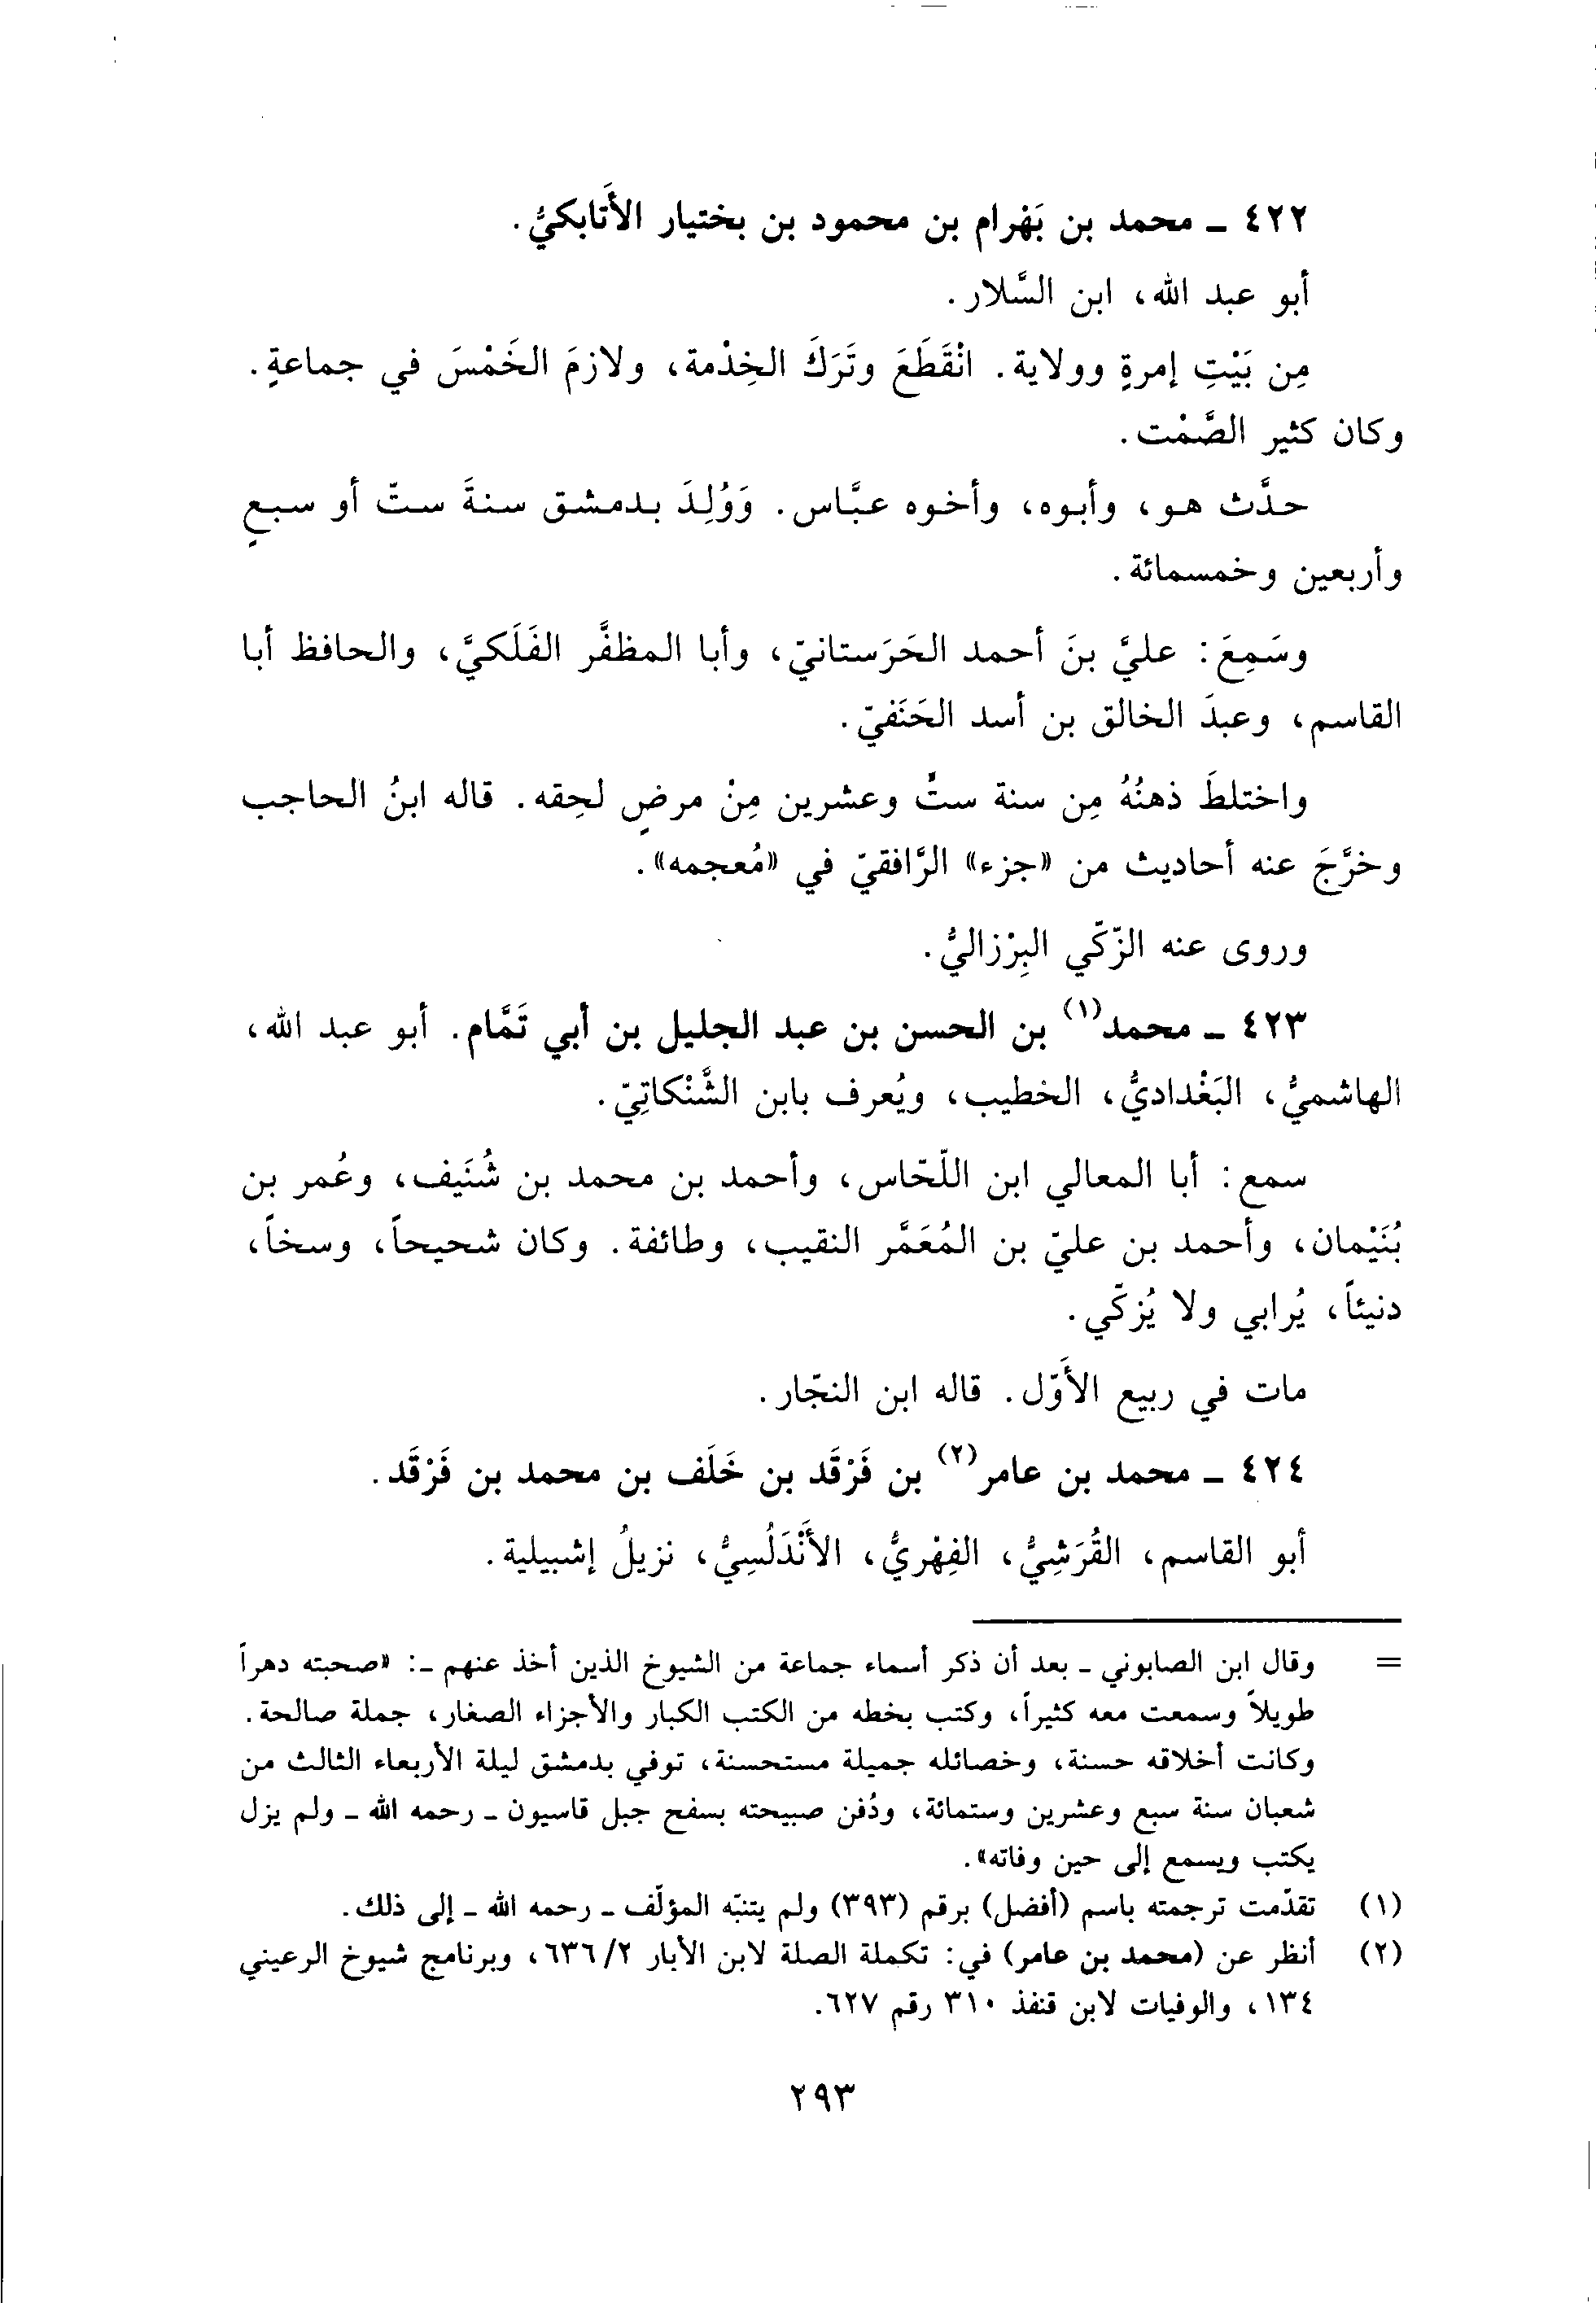 ٤٢٢ ـ محمد بن بَهْرام بن محمود بن بختيار الأَتابكيُّ.
أبو عبد الله، ابن السَّلار.
مِن بَيْتِ إمرةٍ وولاية. انْقَطَعَ وتَرَكَ الخِذْمة، ولازمَ الخَمْسَ في جماعةٍ.
وكان كثير الصَّمْت.
حدَّث هو، وأبوه، وأخوه عبَّاس. وَوُلِدَ بدمشق سنةَ ستّ أو سبعٍ
وأربعين وخمسمائة.
وسَمِعَ: عليَّ بنَ أحمد الحَرَستانيّ، وأبا المظفَّر الفَلَكيَّ، والحافظ أبا
القاسم، وعبدَ الخالق بن أسد الحَنَفيّ.
واختلطَ ذهنُهُ مِن سنة ستٍّ وعشرين مِنْ مرضٍ لحِقه. قاله ابنُ الحاجب
وخرَّجَ عنه أحاديث من «جزء» الرَّافقيّ في «مُعجمه».
وروى عنه الزّكّي البِرْزاليُّ.
٤٢٣ ـ محمد(١) بن الحسن بن عبد الجليل بن أبي تَمَّام. أبو عبد الله،
الهاشميُّ، البَغْداديُّ، الخطيب، ويُعرف بابن الشَّنْكاتِيّ.
سمع: أبا المعالي ابن اللّحّاس، وأحمد بن محمد بن شُنَيف، وعُمر بن
بُنَيْمان، وأحمد بن عليّ بن المُعَمَّر النقيب، وطائفة. وكان شحيحاً، وسخاً،
دنيئاً، يُرابي ولا يُزكّي.
مات في ربيع الأَوّل. قاله ابن النجّار.
٤٢٤ ـ محمد بن عامر(٢) بن فَرْقَد بن خَلَف بن محمد بن فَرْقَد.
أبو القاسم، القُرَشِيُّ، الفِهْريُّ، الأَنْدَلُسِيُّ، نزيلُ إشبيلية.
= وقال ابن الصابوني ـ بعد أن ذكر أسماء جماعة من الشيوخ الذين أخذ عنهم ـ: «صحبته دهراً
طويلاً وسمعت معه كثيراً، وكتب بخطه من الكتب الكبار والأجزاء الصغار، جملة صالحة.
وكانت أخلاقه حسنة، وخصائله جميلة مستحسنة، توفي بدمشق ليلة الأربعاء الثالث من
شعبان سنة سبع وعشرين وستمائة، ودُفن صبيحته بسفح جبل قاسيون ـ رحمه الله ـ ولم يزل
يكتب ويسمع إلى حين وفاته».
(١) تقدّمت ترجمته باسم (أفضل) برقم (٣٩٣) ولم يتنبّه المؤلّف ـ رحمه الله ـ إلى ذلك.
(٢) أنظر عن (محمد بن عامر) في: تكملة الصلة لابن الأبار ٢/ ٦٣٦، وبرنامج شيوخ الرعيني
١٣٤، والوفيات لابن قنفذ ٣١٠ رقم ٦٢٧.
٢٩٣